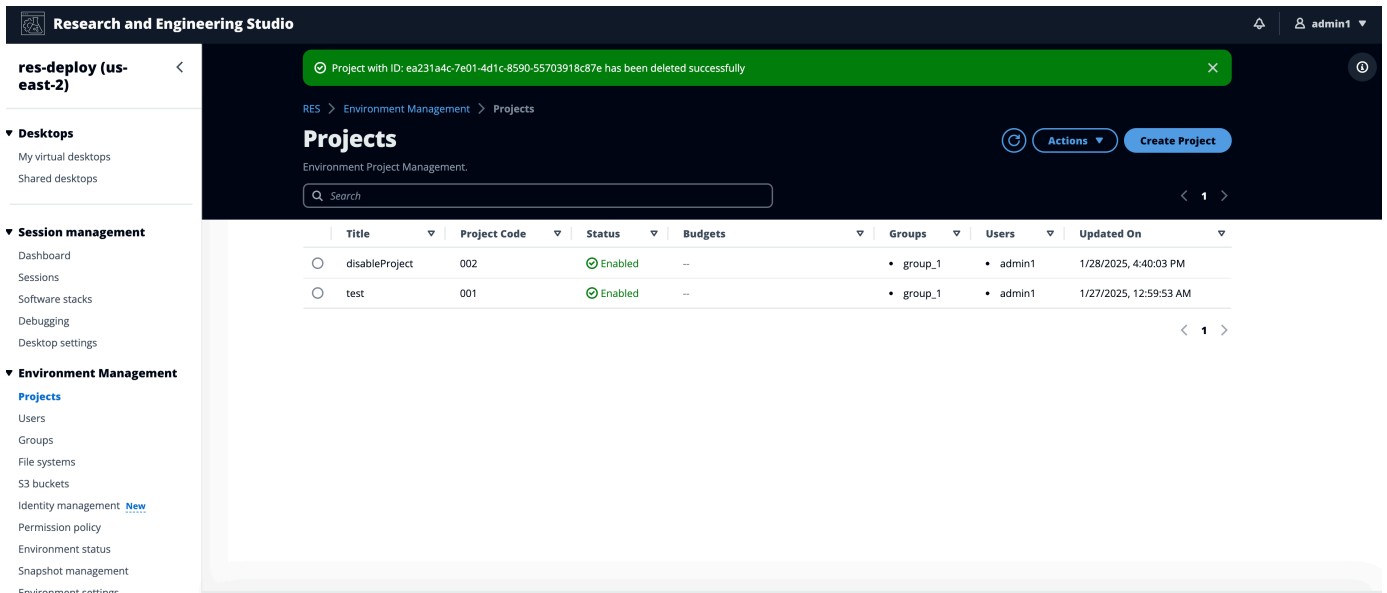 Research and Engineering Studio
admin1
res-deploy (us-
east-2)
Desktops
My virtual desktops
Shared desktops
Session management
Dashboard
Sessions
Software stacks
Debugging
Desktop settings
Environment Management
Projects
Users
Groups
File systems
S3 buckets
Identity management New
Permission policy
Environment status
Snapshot management
Environment settings
Project with ID: ea231a4c-7e01-4d1c-8590-55703918c87e has been deleted successfully
RES > Environment Management > Projects
Projects
Actions
Create Project
Environment Project Management.
Search
1
Title Project Code Status Budgets Groups Users Updated On
disableProject 002 Enabled -- • group_1 • admin1 1/28/2025, 4:40:03 PM
test 001 Enabled -- • group_1 • admin1 1/27/2025, 12:59:53 AM
1